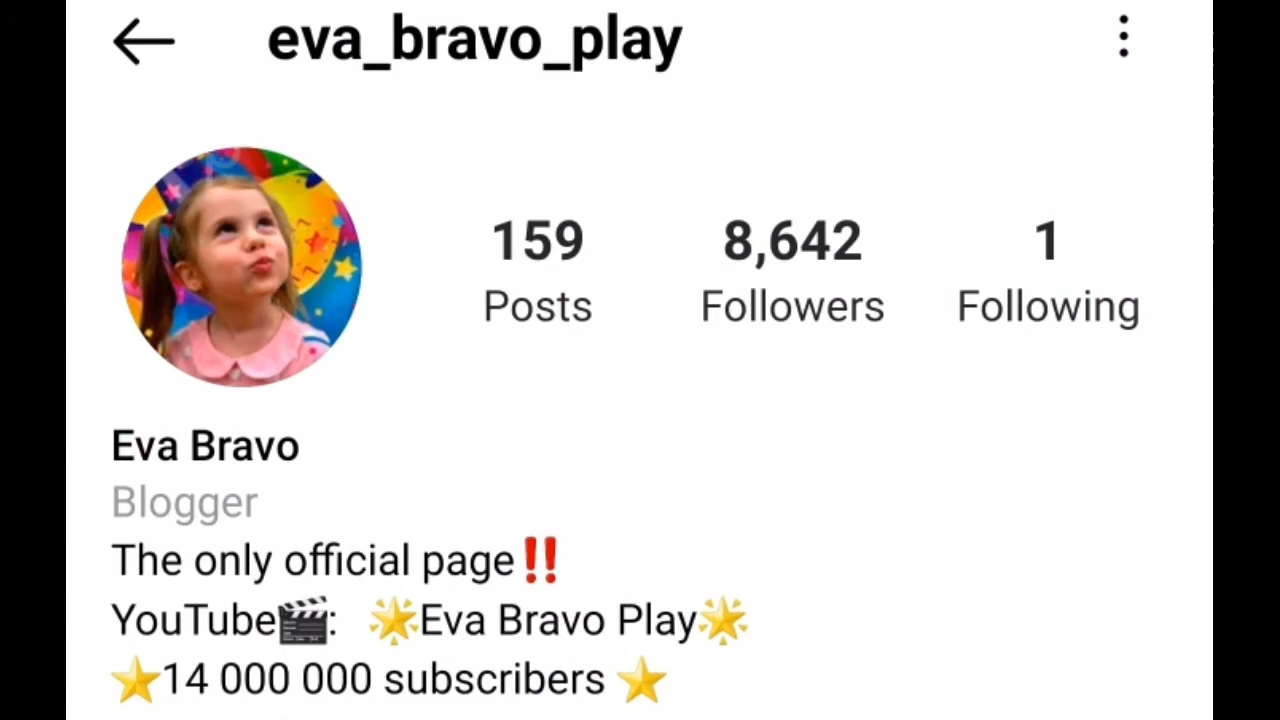 eva_bravo_play
159 8,642 1
Posts Followers Following
Eva Bravo
Blogger
The only official page‼️
YouTube🎬: 🌟Eva Bravo Play🌟
⭐14 000 000 subscribers ⭐